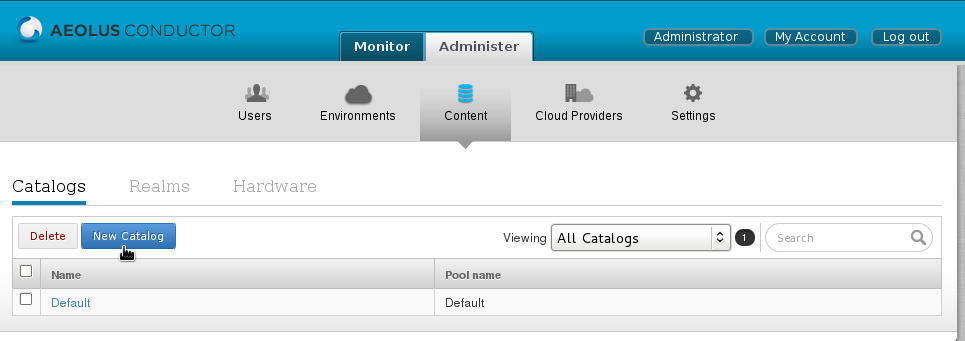 AEOLUS CONDUCTOR
Monitor Administer
Administrator My Account Log out
Users Environments Content Cloud Providers Settings
Catalogs Realms Hardware
Delete New Catalog Viewing All Catalogs 1 Search
Name Pool name
Default Default